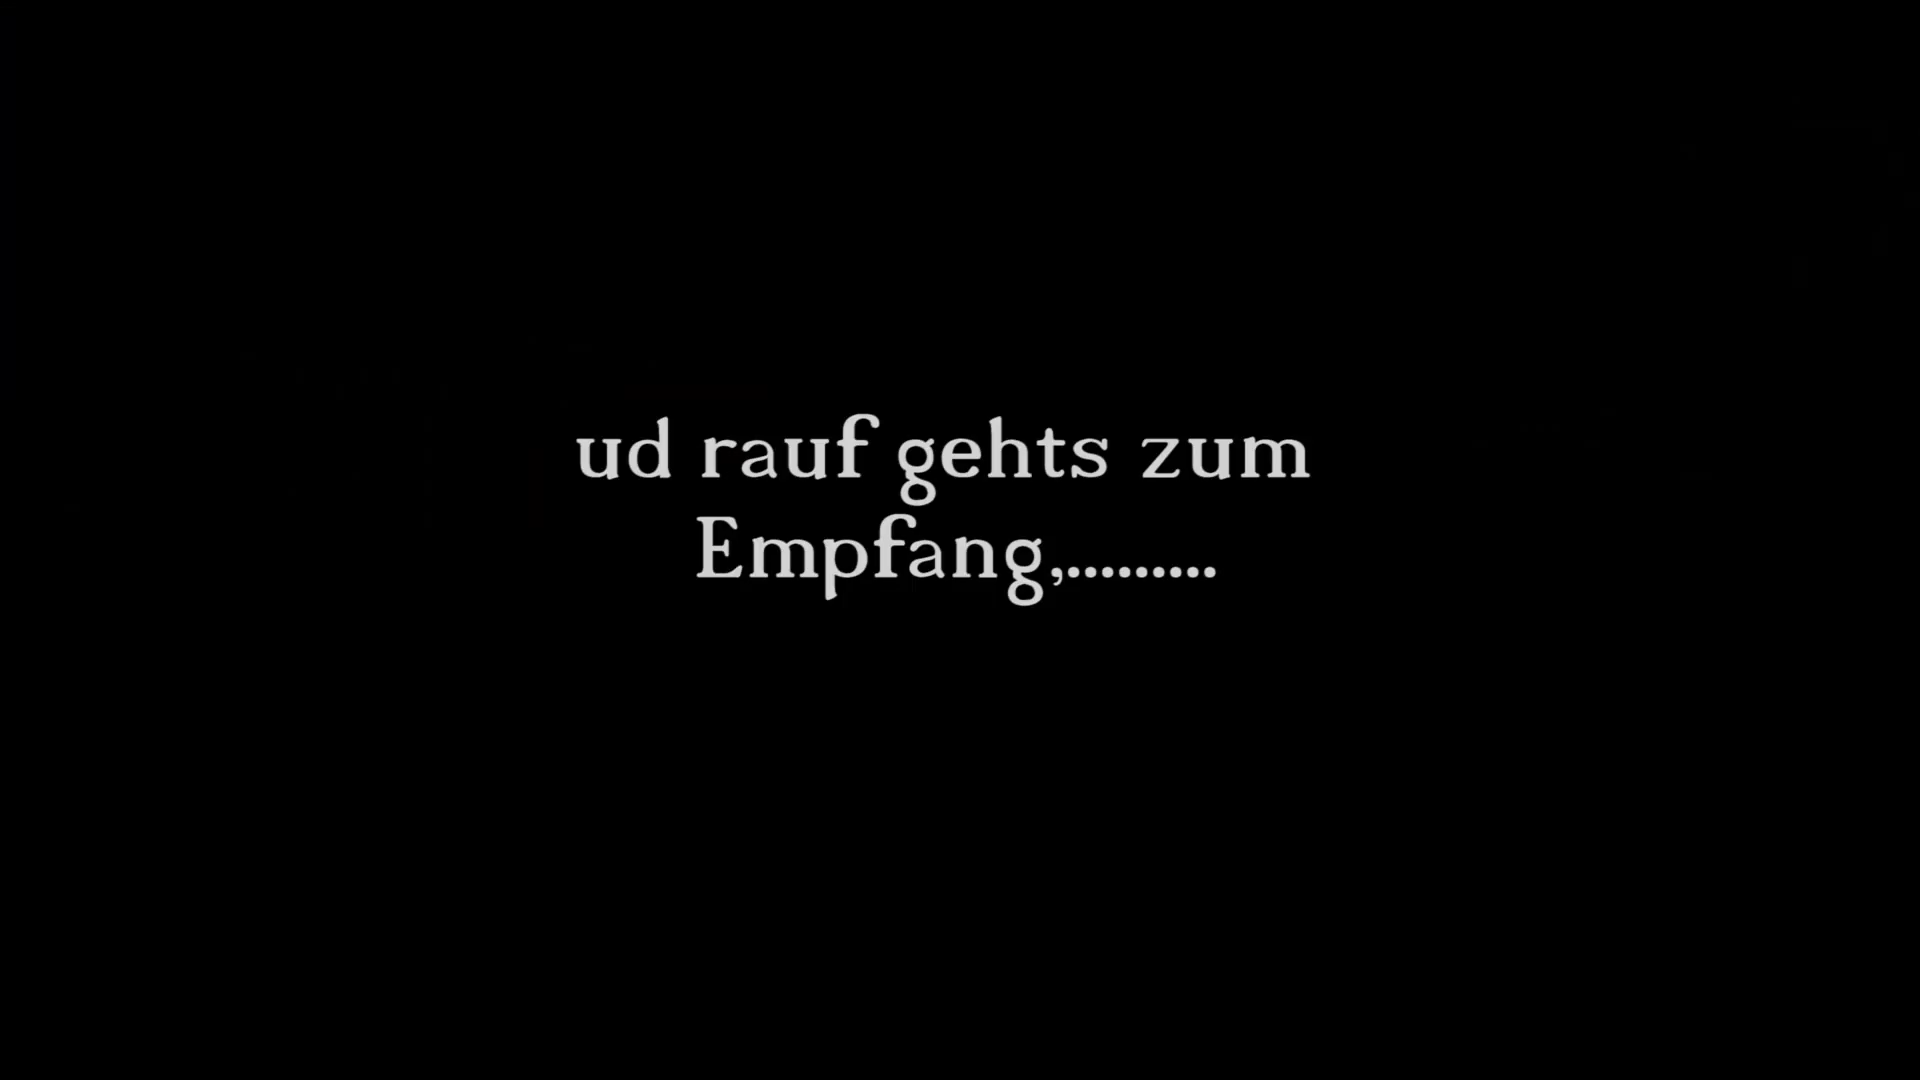 ud rauf gehts zum
Empfang,.........